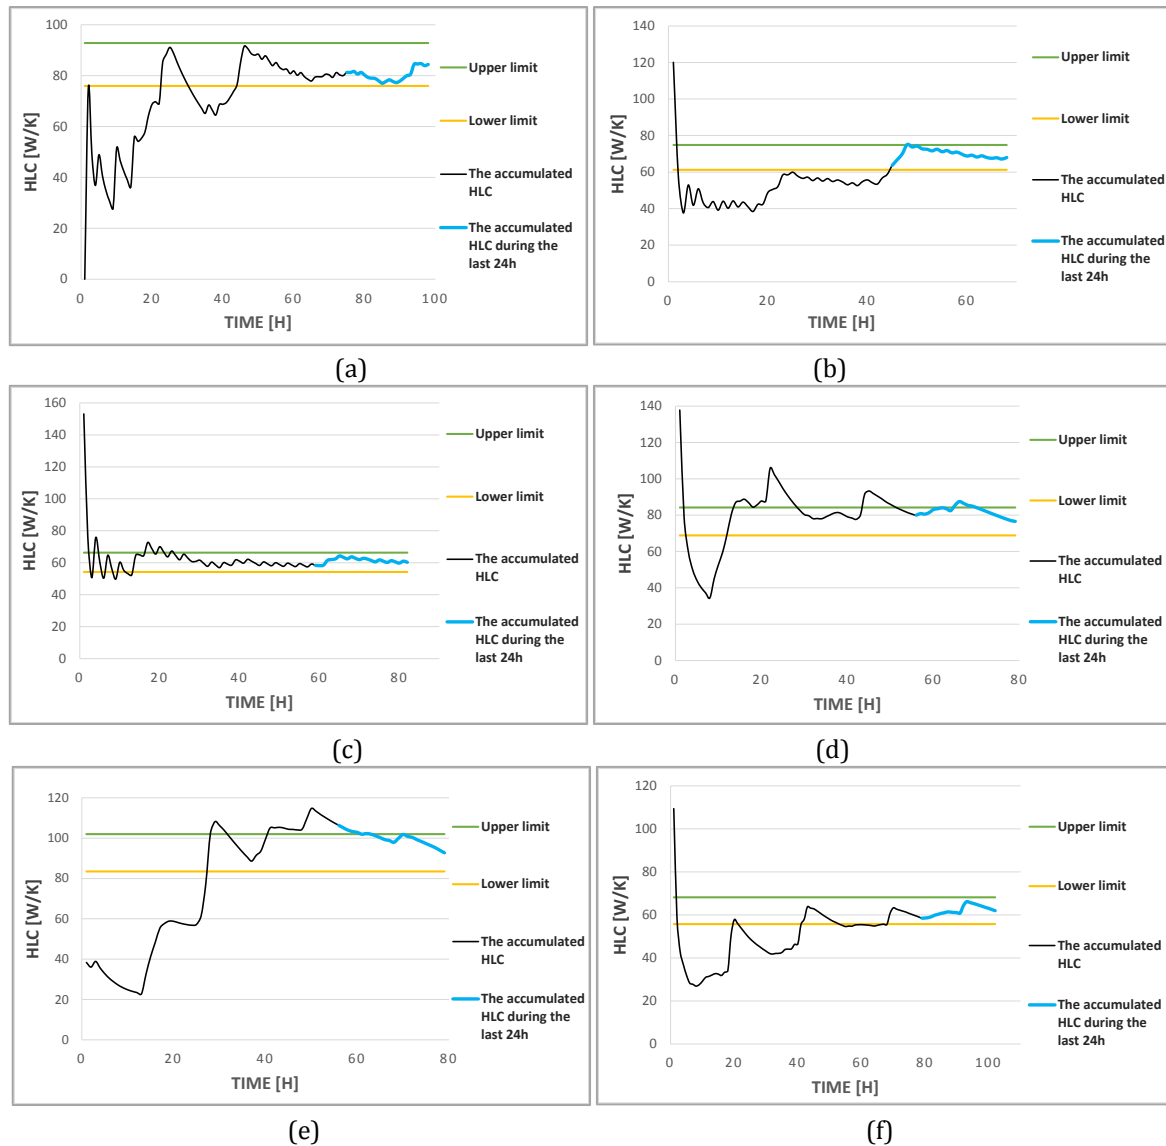 100
80
60
40
20
0
HLC [W/K]
0 20 40 60 80 100
TIME [H]
Upper limit
Lower limit
The accumulated
HLC
The accumulated
HLC during the
last 24h
(a)
140
120
100
80
60
40
20
0
HLC [W/K]
0 20 40 60
TIME [H]
Upper limit
Lower limit
The accumulated
HLC
The accumulated
HLC during the
last 24h
(b)
160
140
120
100
80
60
40
20
0
HLC [W/K]
0 20 40 60 80
TIME [H]
Upper limit
Lower limit
The accumulated
HLC
The accumulated
HLC during the
last 24h
(c)
140
120
100
80
60
40
20
0
HLC [W/K]
0 20 40 60 80
TIME [H]
Upper limit
Lower limit
The accumulated
HLC
The accumulated
HLC during the
last 24h
(d)
120
100
80
60
40
20
0
HLC [W/K]
0 20 40 60 80
TIME [H]
Upper limit
Lower limit
The accumulated
HLC
The accumulated
HLC during the
last 24h
(e)
120
100
80
60
40
20
0
HLC [W/K]
0 20 40 60 80 100
TIME [H]
Upper limit
Lower limit
The accumulated
HLC
The accumulated
HLC during the
last 24h
(f)